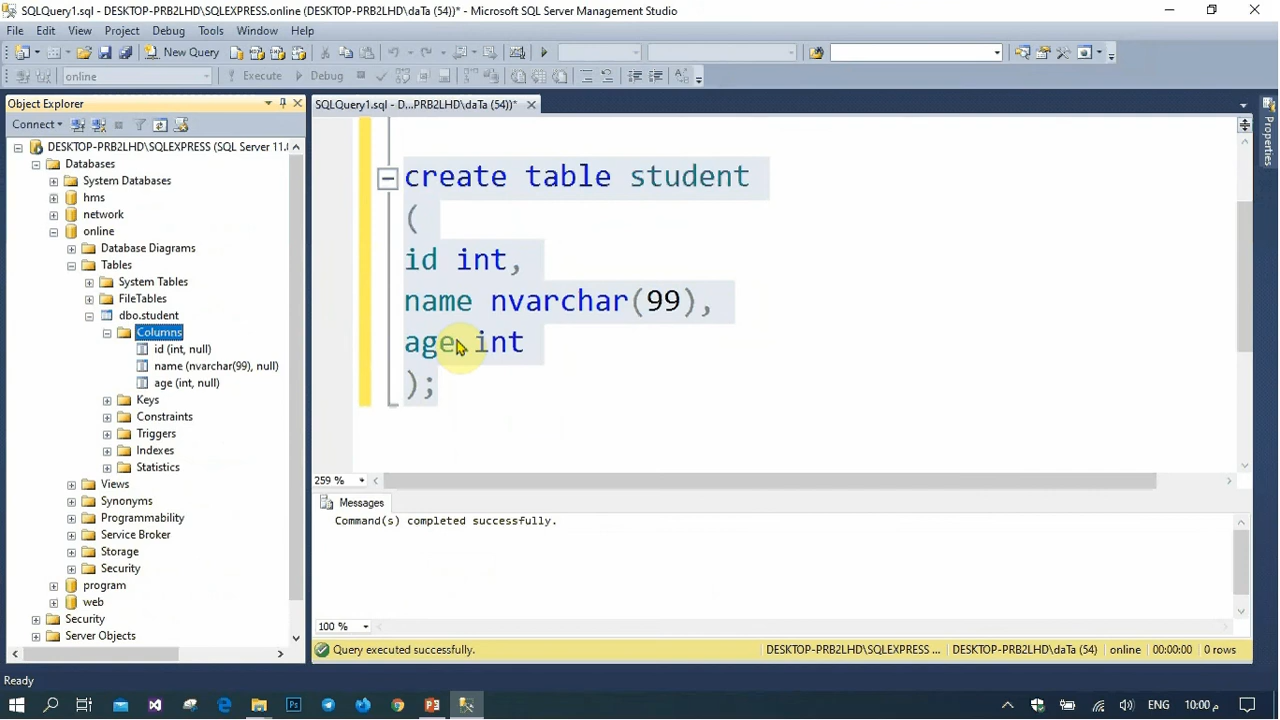 SQLQuery1.sql - DESKTOP-PRB2LHD\SQLEXPRESS.online (DESKTOP-PRB2LHD\daTa (54))* - Microsoft SQL Server Management Studio
File Edit View Project Debug Tools Window Help
New Query
online Execute Debug
Object Explorer
SQLQuery1.sql - D...PRB2LHD\daTa (54))*
Properties
Connect
DESKTOP-PRB2LHD\SQLEXPRESS (SQL Server 11.0
Databases
System Databases
hms
network
online
Database Diagrams
Tables
System Tables
FileTables
dbo.student
Columns
id (int, null)
name (nvarchar(99), null)
age (int, null)
Keys
Constraints
Triggers
Indexes
Statistics
Views
Synonyms
Programmability
Service Broker
Storage
Security
program
web
Security
Server Objects
create table student
(
id int,
name nvarchar(99),
age int
);
259 %
Messages
Command(s) completed successfully.
100 %
Query executed successfully. DESKTOP-PRB2LHD\SQLEXPRESS ... DESKTOP-PRB2LHD\daTa (54) online 00:00:00 0 rows
Ready
ENG 10:00 م